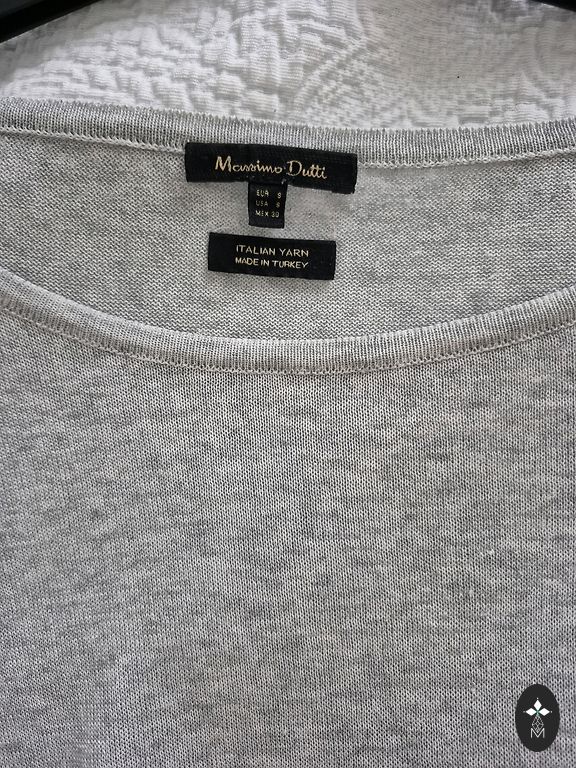 Massimo Dutti
EUR S
USA S
MEX 30
ITALIAN YARN
MADE IN TURKEY
M